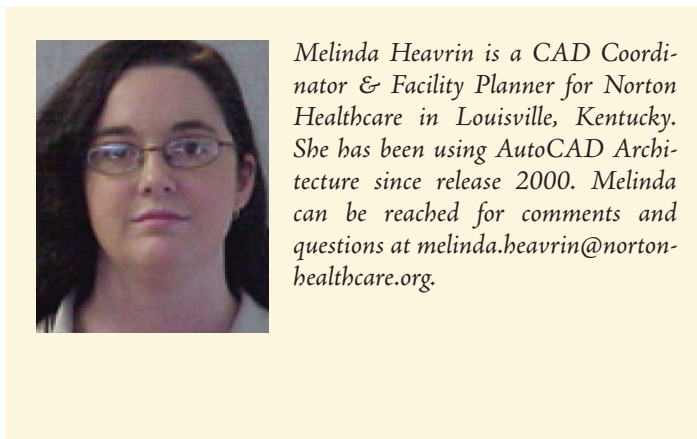 Melinda Heavrin is a CAD Coordi-
nator & Facility Planner for Norton
Healthcare in Louisville, Kentucky.
She has been using AutoCAD Archi-
tecture since release 2000. Melinda
can be reached for comments and
questions at melinda.heavrin@norton-
healthcare.org.